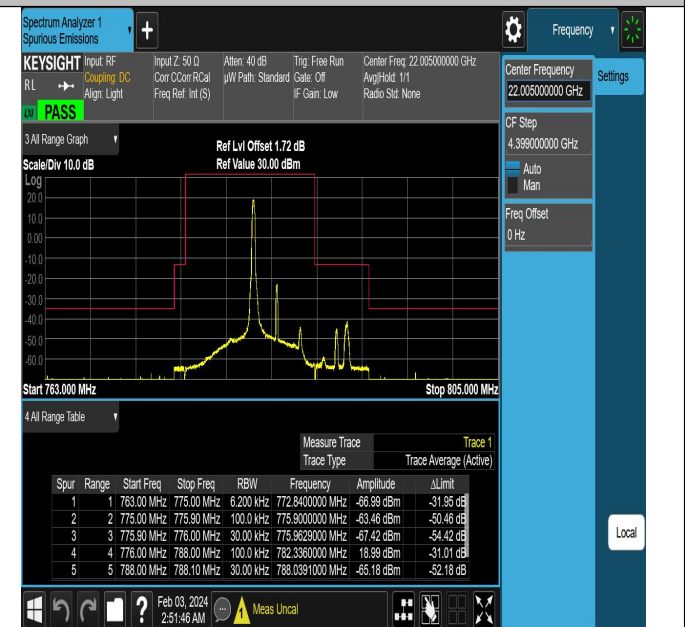 Spectrum Analyzer 1
Spurious Emissions
+
Frequency
KEYSIGHT
RL
PASS
Input: RF
Coupling: DC
Align: Light
Input Z: 50 Ω
Corr CCorr RCal
Freq Ref: Int (S)
Atten: 40 dB
µW Path: Standard
Trig: Free Run
Gate: Off
IF Gain: Low
Center Freq: 22.005000000 GHz
Avg|Hold: 1/1
Radio Std: None
Center Frequency
22.005000000 GHz
Settings
CF Step
4.399000000 GHz
Auto
Man
Freq Offset
0 Hz
Local
3 All Range Graph
Scale/Div 10.0 dB
Ref Lvl Offset 1.72 dB
Ref Value 30.00 dBm
Log
20.0
10.0
0.00
-10.0
-20.0
-30.0
-40.0
-50.0
-60.0
Start 763.000 MHz
Stop 805.000 MHz
4 All Range Table
Measure Trace Trace 1
Trace Type Trace Average (Active)
Spur Range Start Freq Stop Freq RBW Frequency Amplitude ΔLimit
1 1 763.00 MHz 775.00 MHz 6.200 kHz 772.8400000 MHz -66.99 dBm -31.95 dB
2 2 775.00 MHz 775.90 MHz 100.0 kHz 775.9000000 MHz -63.46 dBm -50.46 dB
3 3 775.90 MHz 776.00 MHz 30.00 kHz 775.9629000 MHz -67.42 dBm -54.42 dB
4 4 776.00 MHz 788.00 MHz 100.0 kHz 782.3360000 MHz 18.99 dBm -31.01 dB
5 5 788.00 MHz 788.10 MHz 30.00 kHz 788.0391000 MHz -65.18 dBm -52.18 dB
?
Feb 03, 2024
2:51:46 AM
1
Meas Uncal